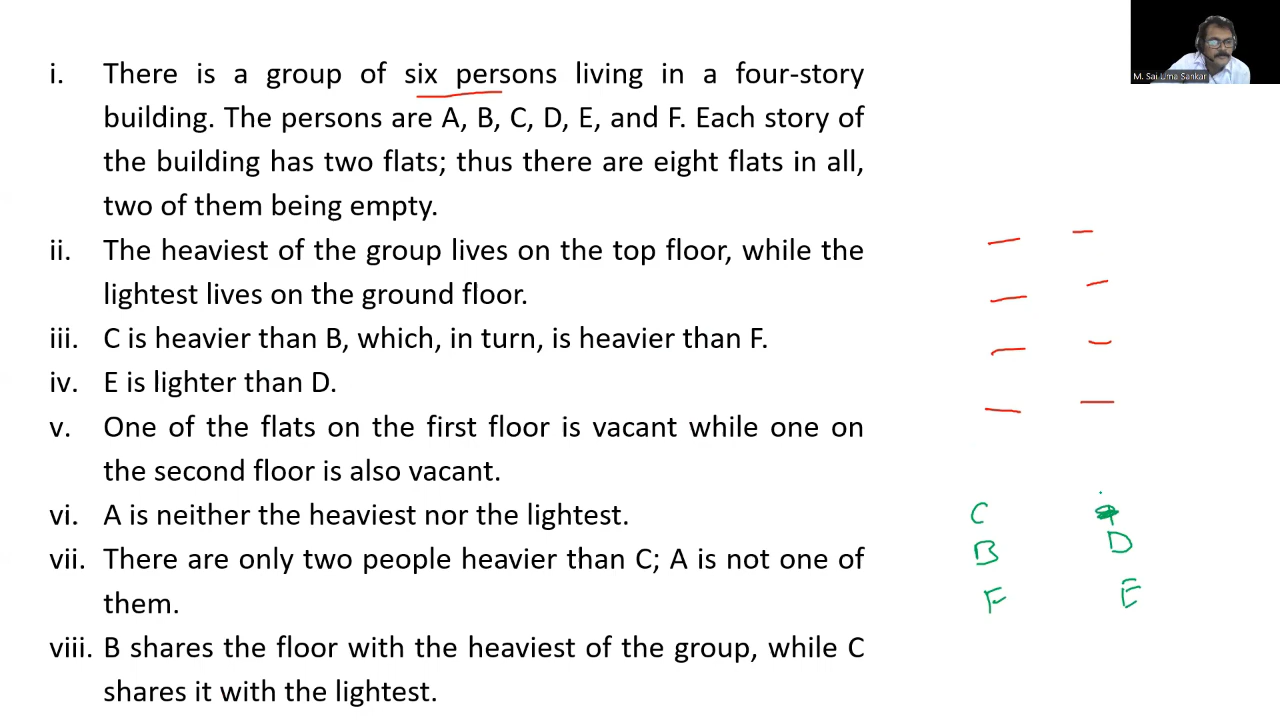 i. There is a group of six persons living in a four-story
building. The persons are A, B, C, D, E, and F. Each story of
the building has two flats; thus there are eight flats in all,
two of them being empty.
ii. The heaviest of the group lives on the top floor, while the
lightest lives on the ground floor.
iii. C is heavier than B, which, in turn, is heavier than F.
iv. E is lighter than D.
v. One of the flats on the first floor is vacant while one on
the second floor is also vacant.
vi. A is neither the heaviest nor the lightest.
vii. There are only two people heavier than C; A is not one of
them.
viii. B shares the floor with the heaviest of the group, while C
shares it with the lightest.
M. Sai Uma Sankar
C
B D
F E